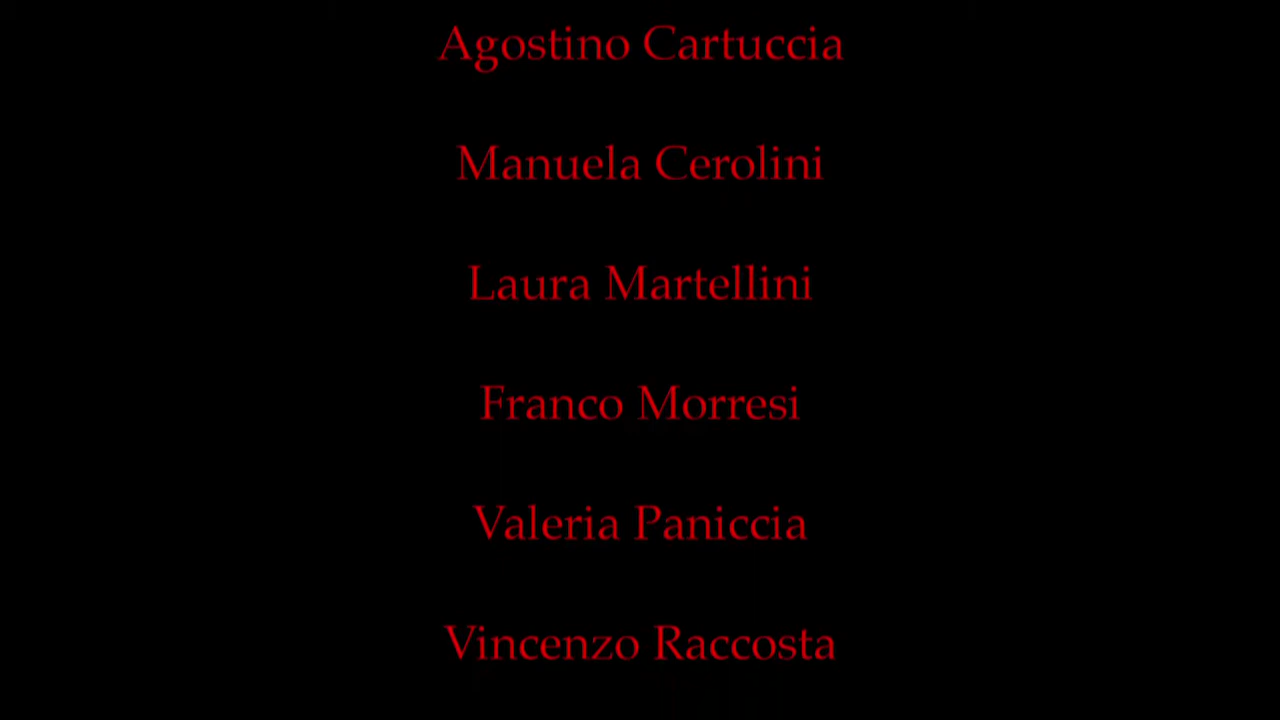 Agostino Cartuccia
Manuela Cerolini
Laura Martellini
Franco Morresi
Valeria Paniccia
Vincenzo Raccosta